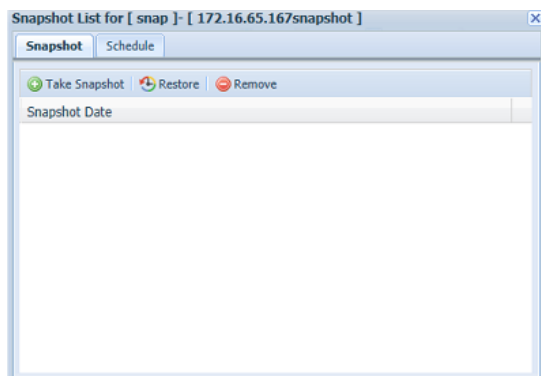 Snapshot List for [ snap ]- [ 172.16.65.167snapshot ]
Snapshot Schedule
Take Snapshot Restore Remove
Snapshot Date